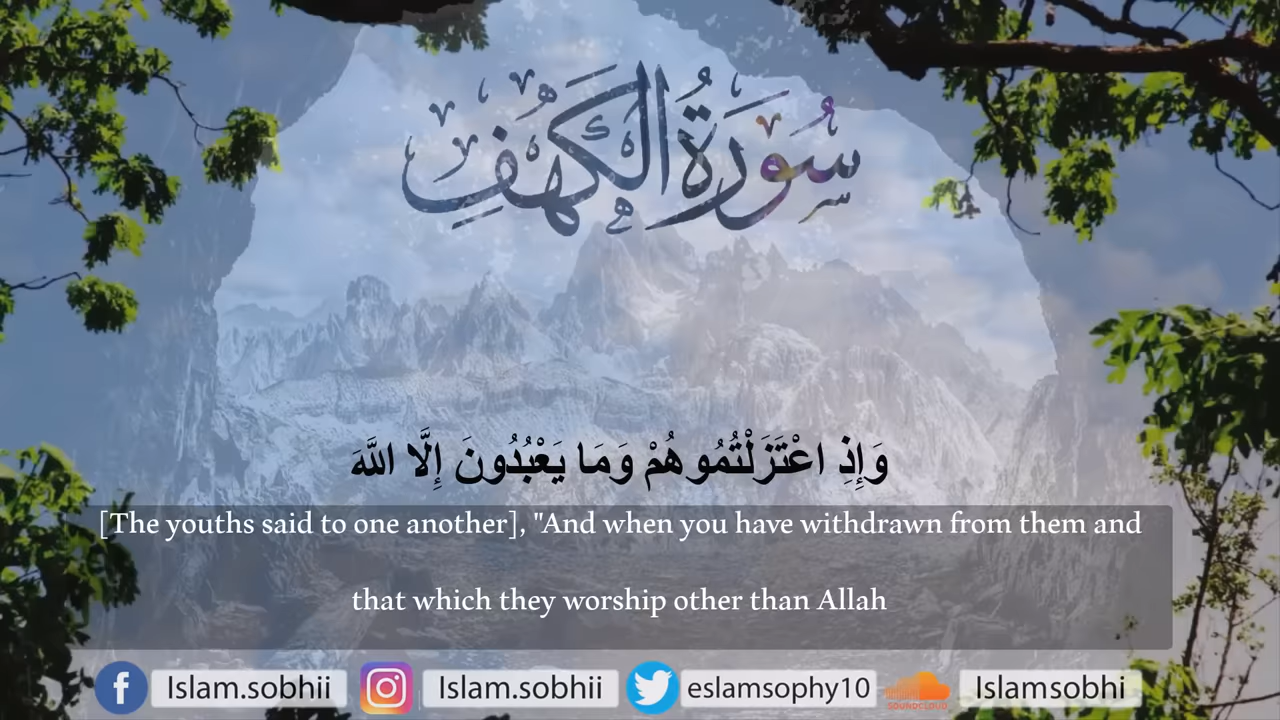 سُورَةُ الكَهْفِ
وَإِذِ اعْتَزَلْتُمُوهُمْ وَمَا يَعْبُدُونَ إِلَّا اللَّهَ
[The youths said to one another], "And when you have withdrawn from them and
that which they worship other than Allah
f Islam.sobhii Islam.sobhii eslamsophy10 SOUNDCLOUD Islamsobhi